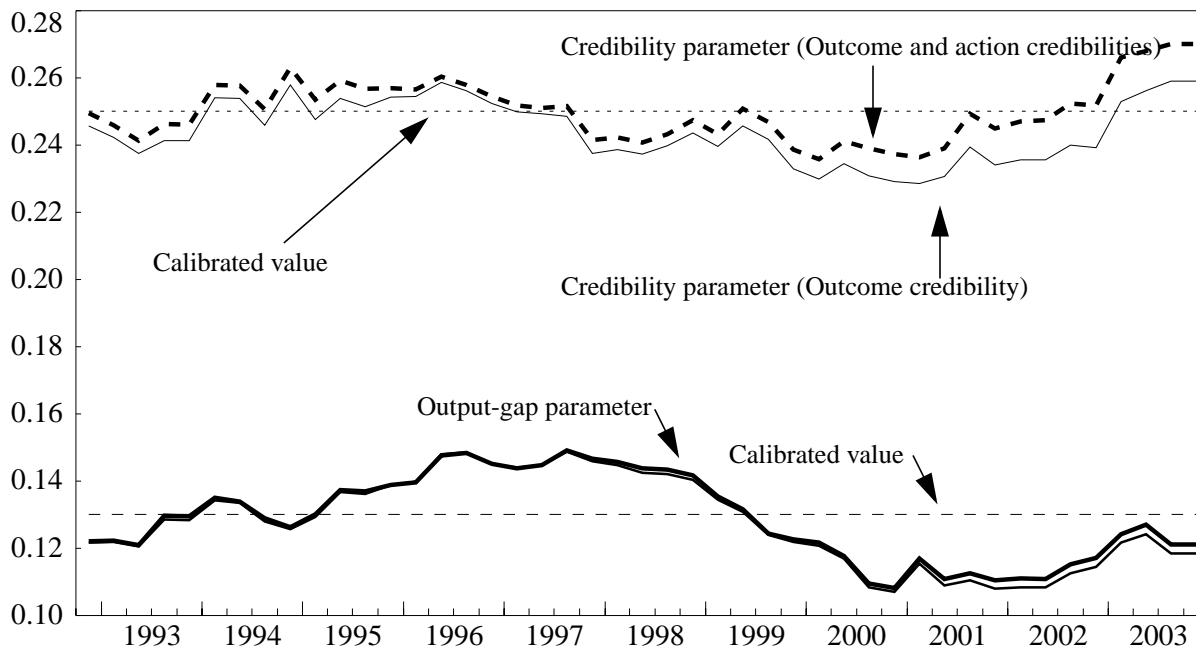 0.28
Credibility parameter (Outcome and action credibilities)
0.26
0.24
0.22
Calibrated value
Credibility parameter (Outcome credibility)
0.20
0.18
0.16
Output-gap parameter
Calibrated value
0.14
0.12
0.10
1993 1994 1995 1996 1997 1998 1999 2000 2001 2002 2003